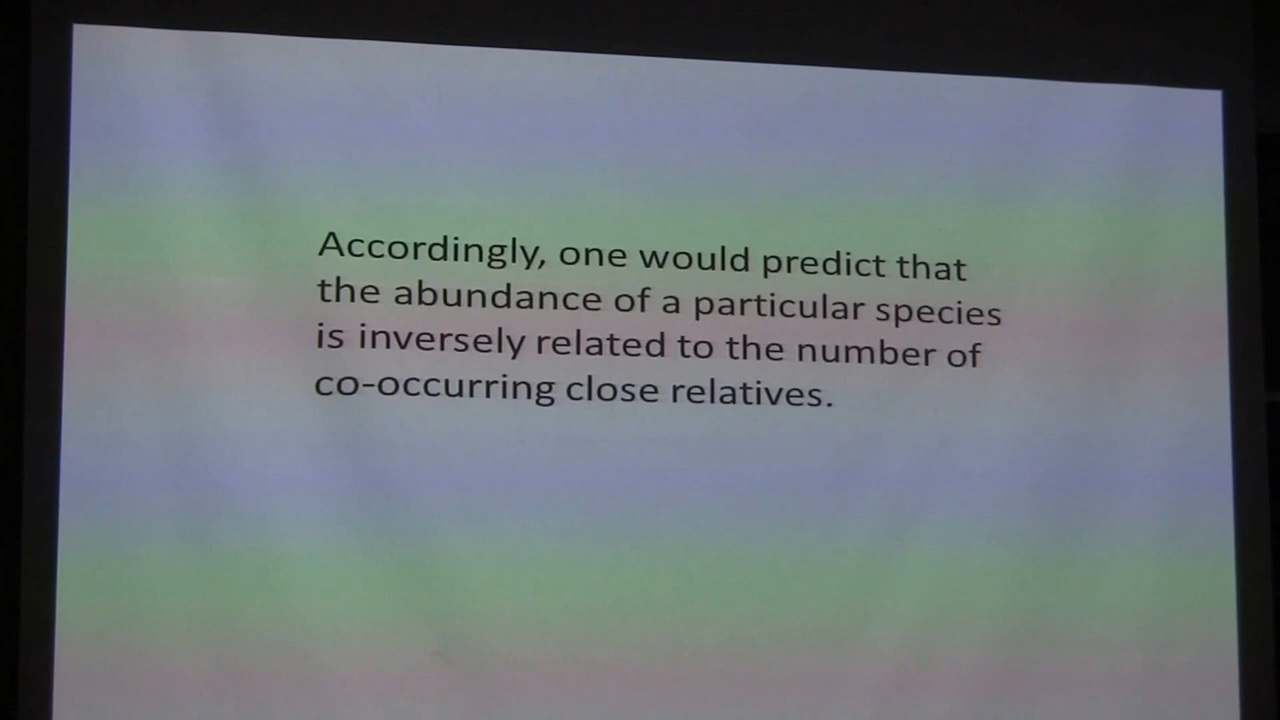 Accordingly, one would predict that
the abundance of a particular species
is inversely related to the number of
co-occurring close relatives.